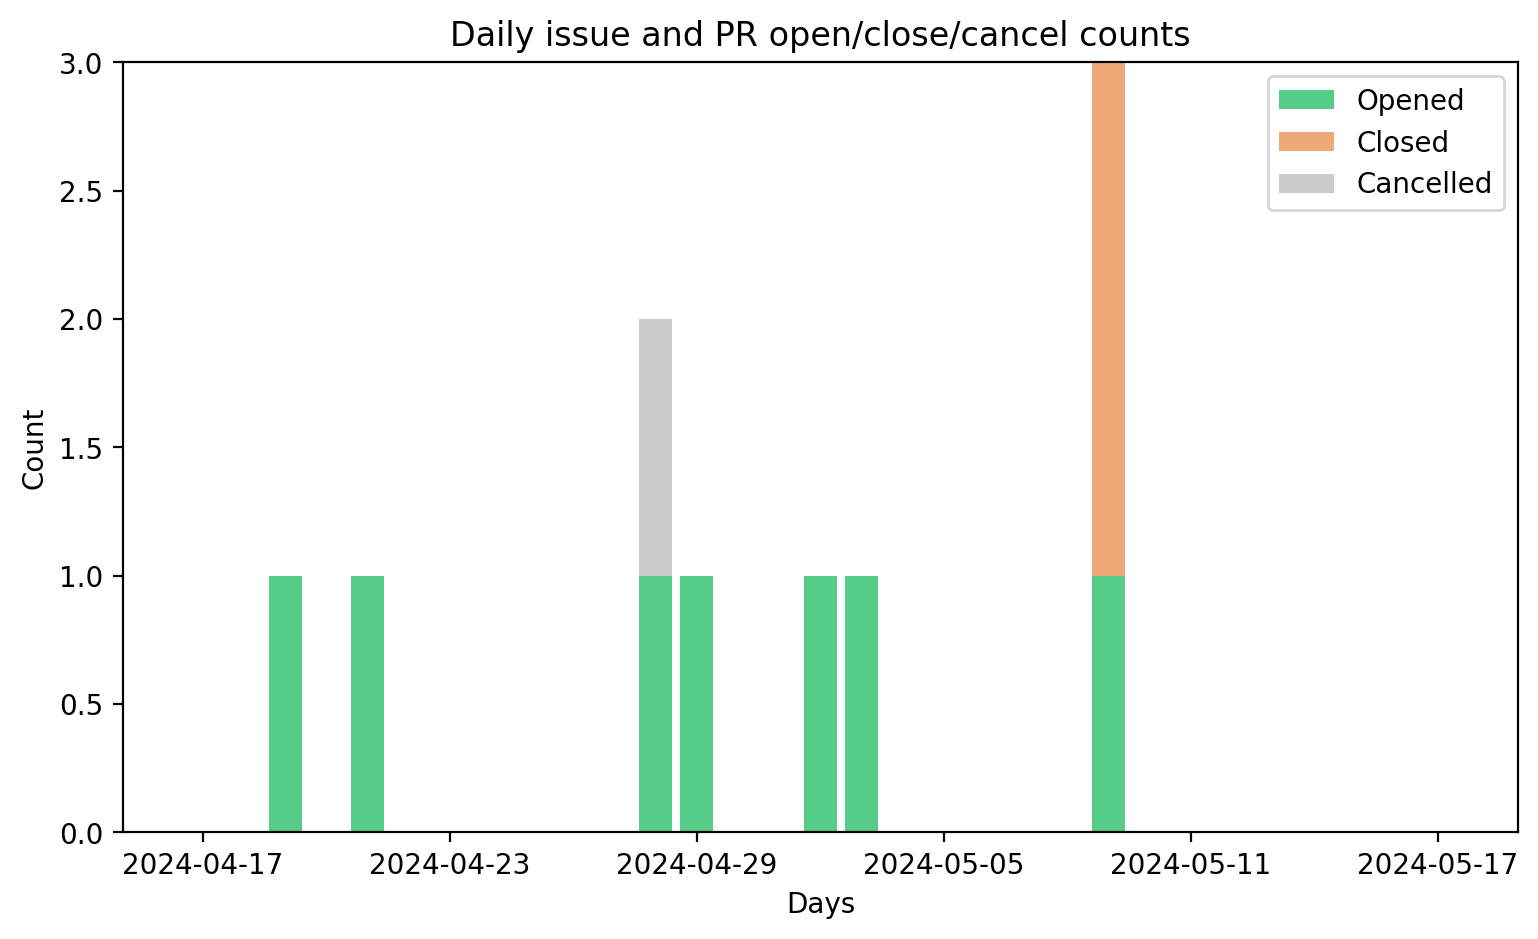 Daily issue and PR open/close/cancel counts
3.0
2.5
2.0
1.5
1.0
0.5
0.0
Count
Opened
Closed
Cancelled
2024-04-17 2024-04-23 2024-04-29 2024-05-05 2024-05-11 2024-05-17
Days